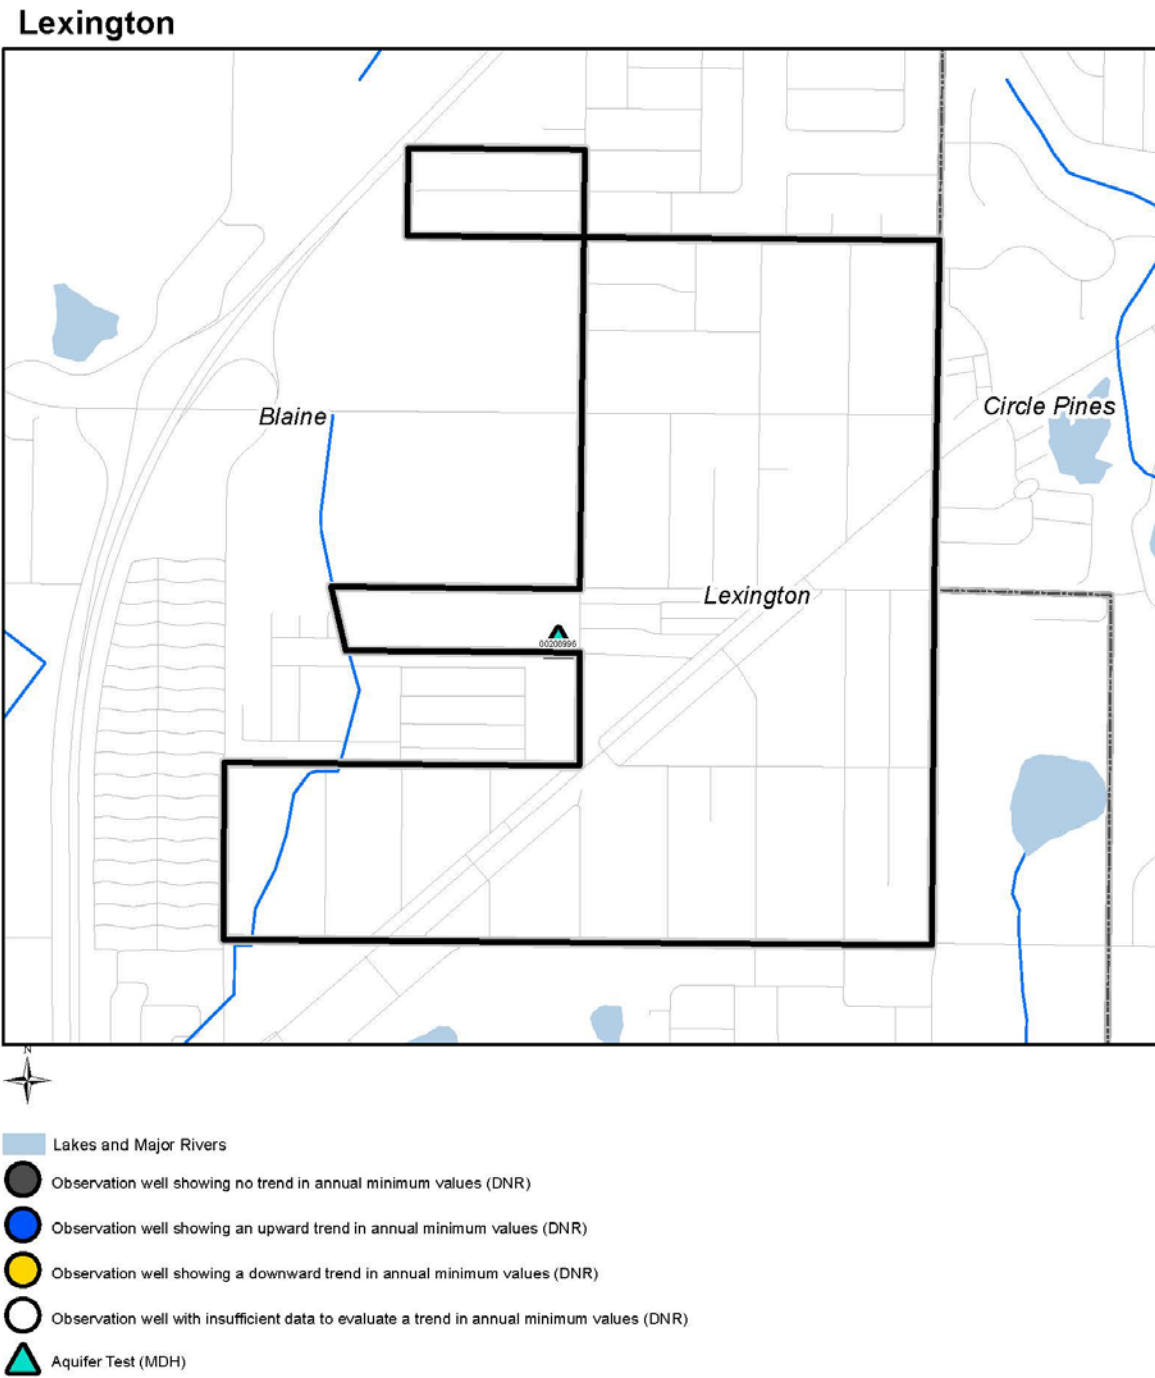 Lexington
Blaine
Circle Pines
Lexington
00208996
N
Lakes and Major Rivers
Observation well showing no trend in annual minimum values (DNR)
Observation well showing an upward trend in annual minimum values (DNR)
Observation well showing a downward trend in annual minimum values (DNR)
Observation well with insufficient data to evaluate a trend in annual minimum values (DNR)
Aquifer Test (MDH)